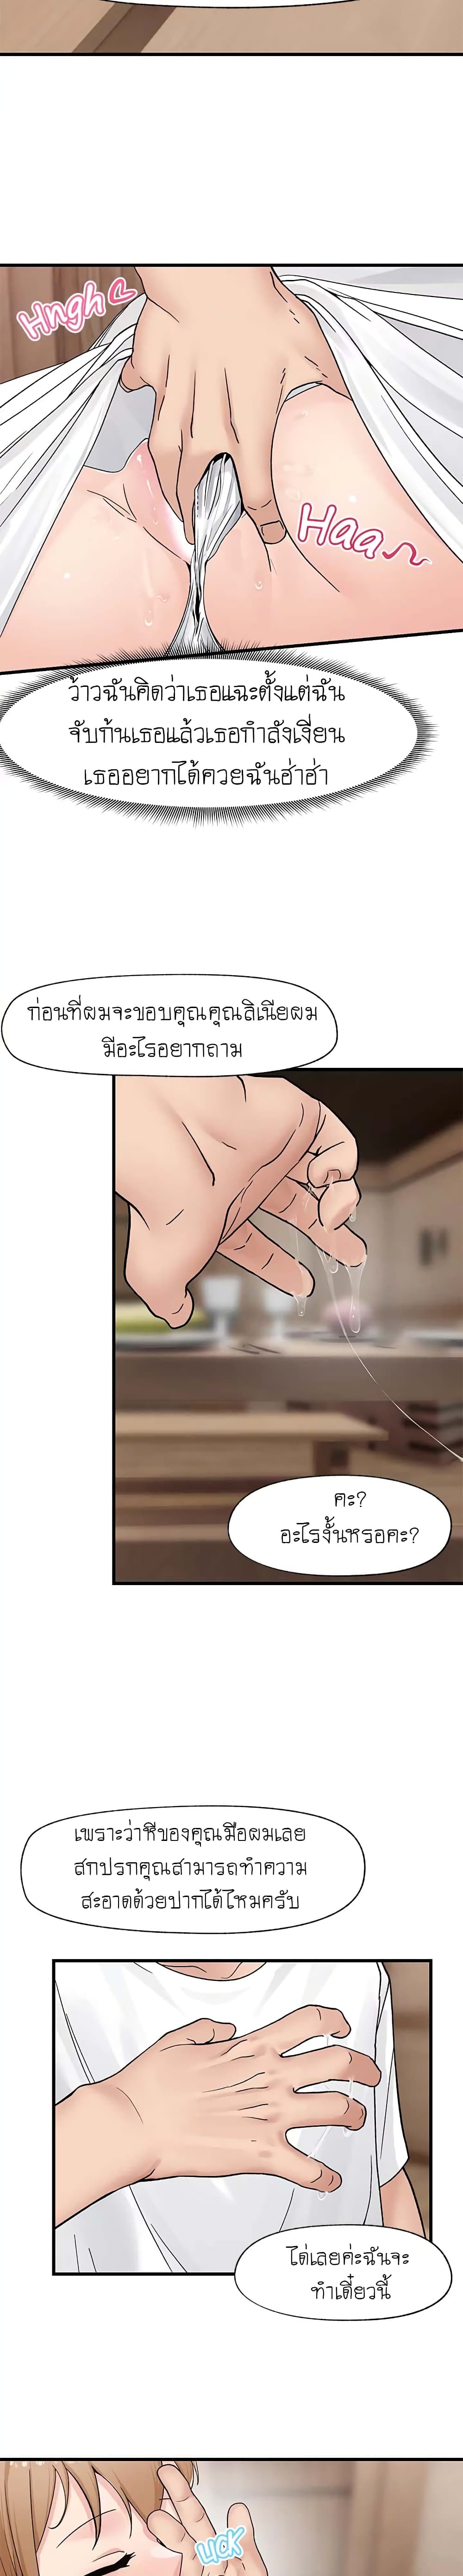 Hngh
Haa
ว้าวฉันคิดว่าเธอแฉะตั้งแต่ฉัน
จับก้นเธอแล้วเธอกำลังเงี่ยน
เธออยากได้ควยฉันฮ่าฮ่า
ก่อนที่ผมจะขอบคุณคุณลิเนียผม
มีอะไรอยากถาม
คะ?
อะไรงั้นหรอคะ?
เพราะว่าหีของคุณมือผมเลย
สกปรกคุณสามารถทำความ
สะอาดด้วยปากได้ไหมครับ
ได้เลยค่ะฉันจะ
ทำเดี๋ยวนี้
LICK